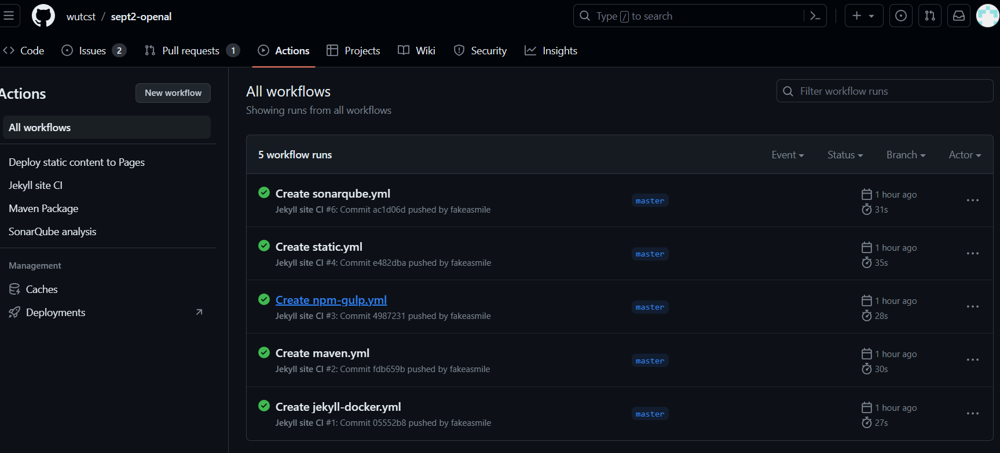 wutcst / sept2-openal
Type / to search
Code Issues 2 Pull requests 1 Actions Projects Wiki Security Insights
Actions
New workflow
All workflows
Deploy static content to Pages
Jekyll site CI
Maven Package
SonarQube analysis
Management
Caches
Deployments
All workflows
Showing runs from all workflows
Filter workflow runs
5 workflow runs
Event Status Branch Actor
Create sonarqube.yml
Jekyll site CI #6: Commit ac1d06d pushed by fakeasmile
master
1 hour ago
31s
Create static.yml
Jekyll site CI #4: Commit e482dba pushed by fakeasmile
master
1 hour ago
35s
Create npm-gulp.yml
Jekyll site CI #3: Commit 4987231 pushed by fakeasmile
master
1 hour ago
28s
Create maven.yml
Jekyll site CI #2: Commit fdb659b pushed by fakeasmile
master
1 hour ago
30s
Create jekyll-docker.yml
Jekyll site CI #1: Commit 05552b8 pushed by fakeasmile
master
1 hour ago
27s